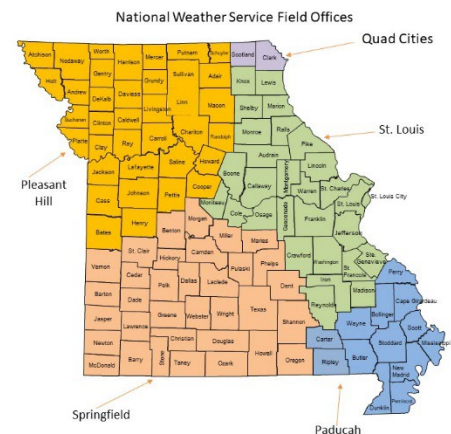 National Weather Service Field Offices
Quad Cities
Atchison
Nodaway
Worth
Harrison
Mercer
Putnam
Schuyler
Scotland
Clark
Holt
Gentry
Sullivan
Adair
Knox
Lewis
Andrew
DeKalb
Daviess
Grundy
Linn
Macon
Shelby
Marion
Livingston
Buchanan
Clinton
Caldwell
Chariton
Randolph
Monroe
Ralls
Pike
St. Louis
Platte
Clay
Ray
Carroll
Saline
Howard
Boone
Audrain
Pleasant
Hill
Jackson
Lafayette
Cooper
Callaway
Montgomery
Lincoln
Warren
St. Charles
St. Louis City
St. Louis
Cass
Johnson
Pettis
Moniteau
Cole
Osage
Gasconade
Franklin
Jefferson
Bates
Henry
Benton
Morgan
Miller
Maries
Crawford
Washington
Ste.
Genevieve
St. Clair
Hickory
Camden
Pulaski
Phelps
St.
Francois
Perry
Vernon
Cedar
Polk
Dallas
Laclede
Dent
Iron
Madison
Bollinger
Cape Girardeau
Barton
Dade
Greene
Webster
Wright
Texas
Shannon
Reynolds
Wayne
Scott
Mississippi
Jasper
Lawrence
Christian
Douglas
Carter
Stoddard
Newton
Barry
Stone
Taney
Ozark
Howell
Oregon
Ripley
Butler
New
Madrid
McDonald
Dunklin
Pemiscot
Springfield
Paducah